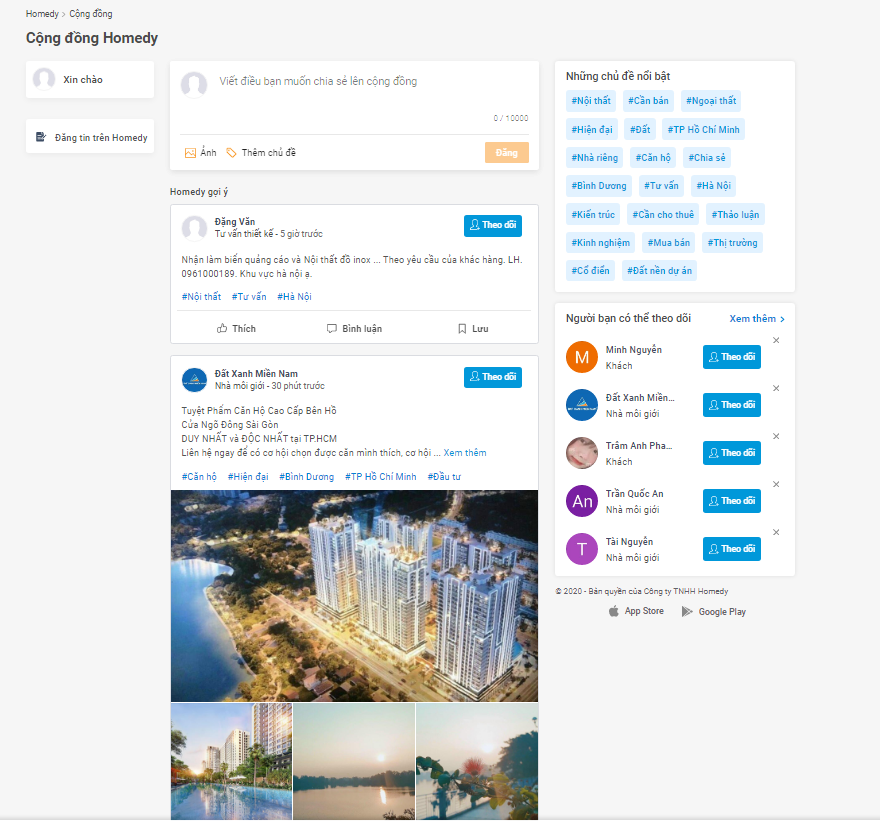 Homedy > Cộng đồng
Cộng đồng Homedy
Xin chào
Đăng tin trên Homedy
Viết điều bạn muốn chia sẻ lên cộng đồng
0 / 10000
Ảnh Thêm chủ đề Đăng
Homedy gợi ý
Đặng Văn
Tư vấn thiết kế - 5 giờ trước
Theo dõi
Nhận làm biển quảng cáo và Nội thất đồ inox ... Theo yêu cầu của khác hàng. LH.
0961000189. Khu vực hà nội ạ.
#Nội thất #Tư vấn #Hà Nội
Thích Bình luận Lưu
Đất Xanh Miền Nam
Nhà môi giới - 30 phút trước
Theo dõi
Tuyệt Phẩm Căn Hộ Cao Cấp Bên Hồ
Cửa Ngõ Đông Sài Gòn
DUY NHẤT và ĐỘC NHẤT tại TP.HCM
Liên hệ ngay để có cơ hội chọn được căn mình thích, cơ hội ... Xem thêm
#Căn hộ #Hiện đại #Bình Dương #TP Hồ Chí Minh #Đầu tư
Những chủ đề nổi bật
#Nội thất #Cần bán #Ngoại thất
#Hiện đại #Đất #TP Hồ Chí Minh
#Nhà riêng #Căn hộ #Chia sẻ
#Bình Dương #Tư vấn #Hà Nội
#Kiến trúc #Cần cho thuê #Thảo luận
#Kinh nghiệm #Mua bán #Thị trường
#Cổ điển #Đất nền dự án
Người bạn có thể theo dõi Xem thêm >
M
Minh Nguyễn
Khách
Theo dõi
Đất Xanh Miền...
Nhà môi giới
Theo dõi
Trâm Anh Pha...
Khách
Theo dõi
An
Trần Quốc An
Nhà môi giới
Theo dõi
T
Tài Nguyễn
Nhà môi giới
Theo dõi
© 2020 - Bản quyền của Công ty TNHH Homedy
App Store Google Play